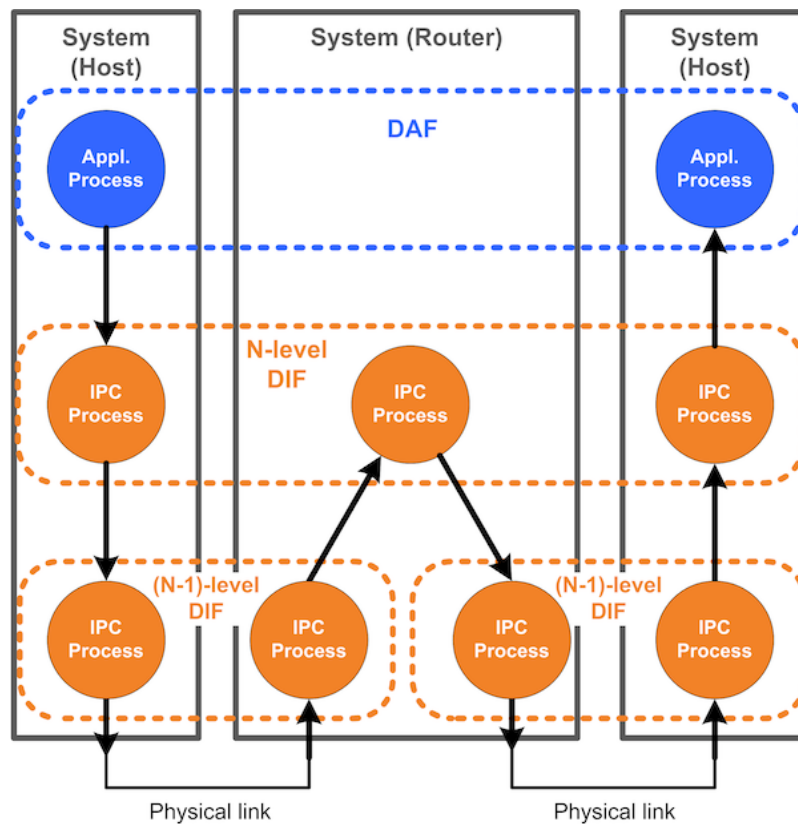 System
(Host)
System (Router)
System
(Host)
DAF
Appl.
Process
Appl.
Process
N-level
DIF
IPC
Process
IPC
Process
IPC
Process
(N-1)-level
DIF
(N-1)-level
DIF
IPC
Process
IPC
Process
IPC
Process
IPC
Process
Physical link
Physical link